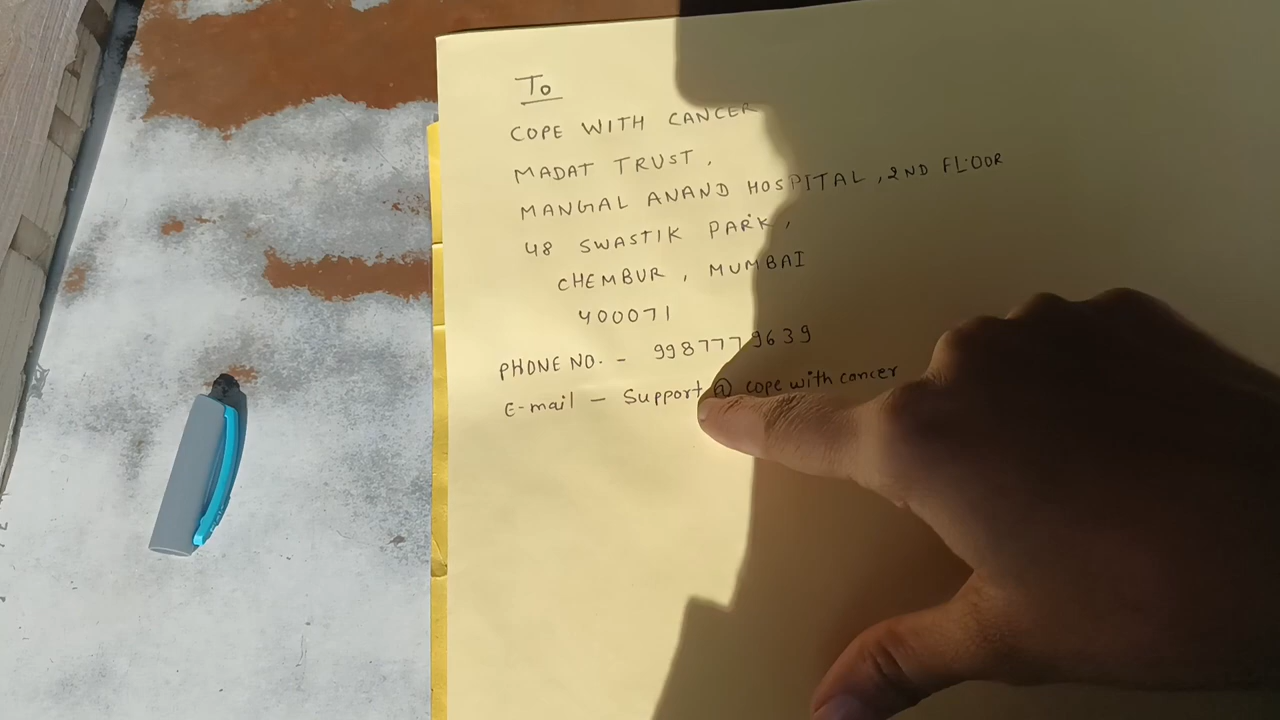 To
COPE WITH CANCER
MADAT TRUST,
MANGAL ANAND HOSPITAL, 2ND FLOOR
48 SWASTIK PARK,
CHEMBUR, MUMBAI
400071
PHONE NO. - 9987779639
E-mail - Support @ cope with cancer